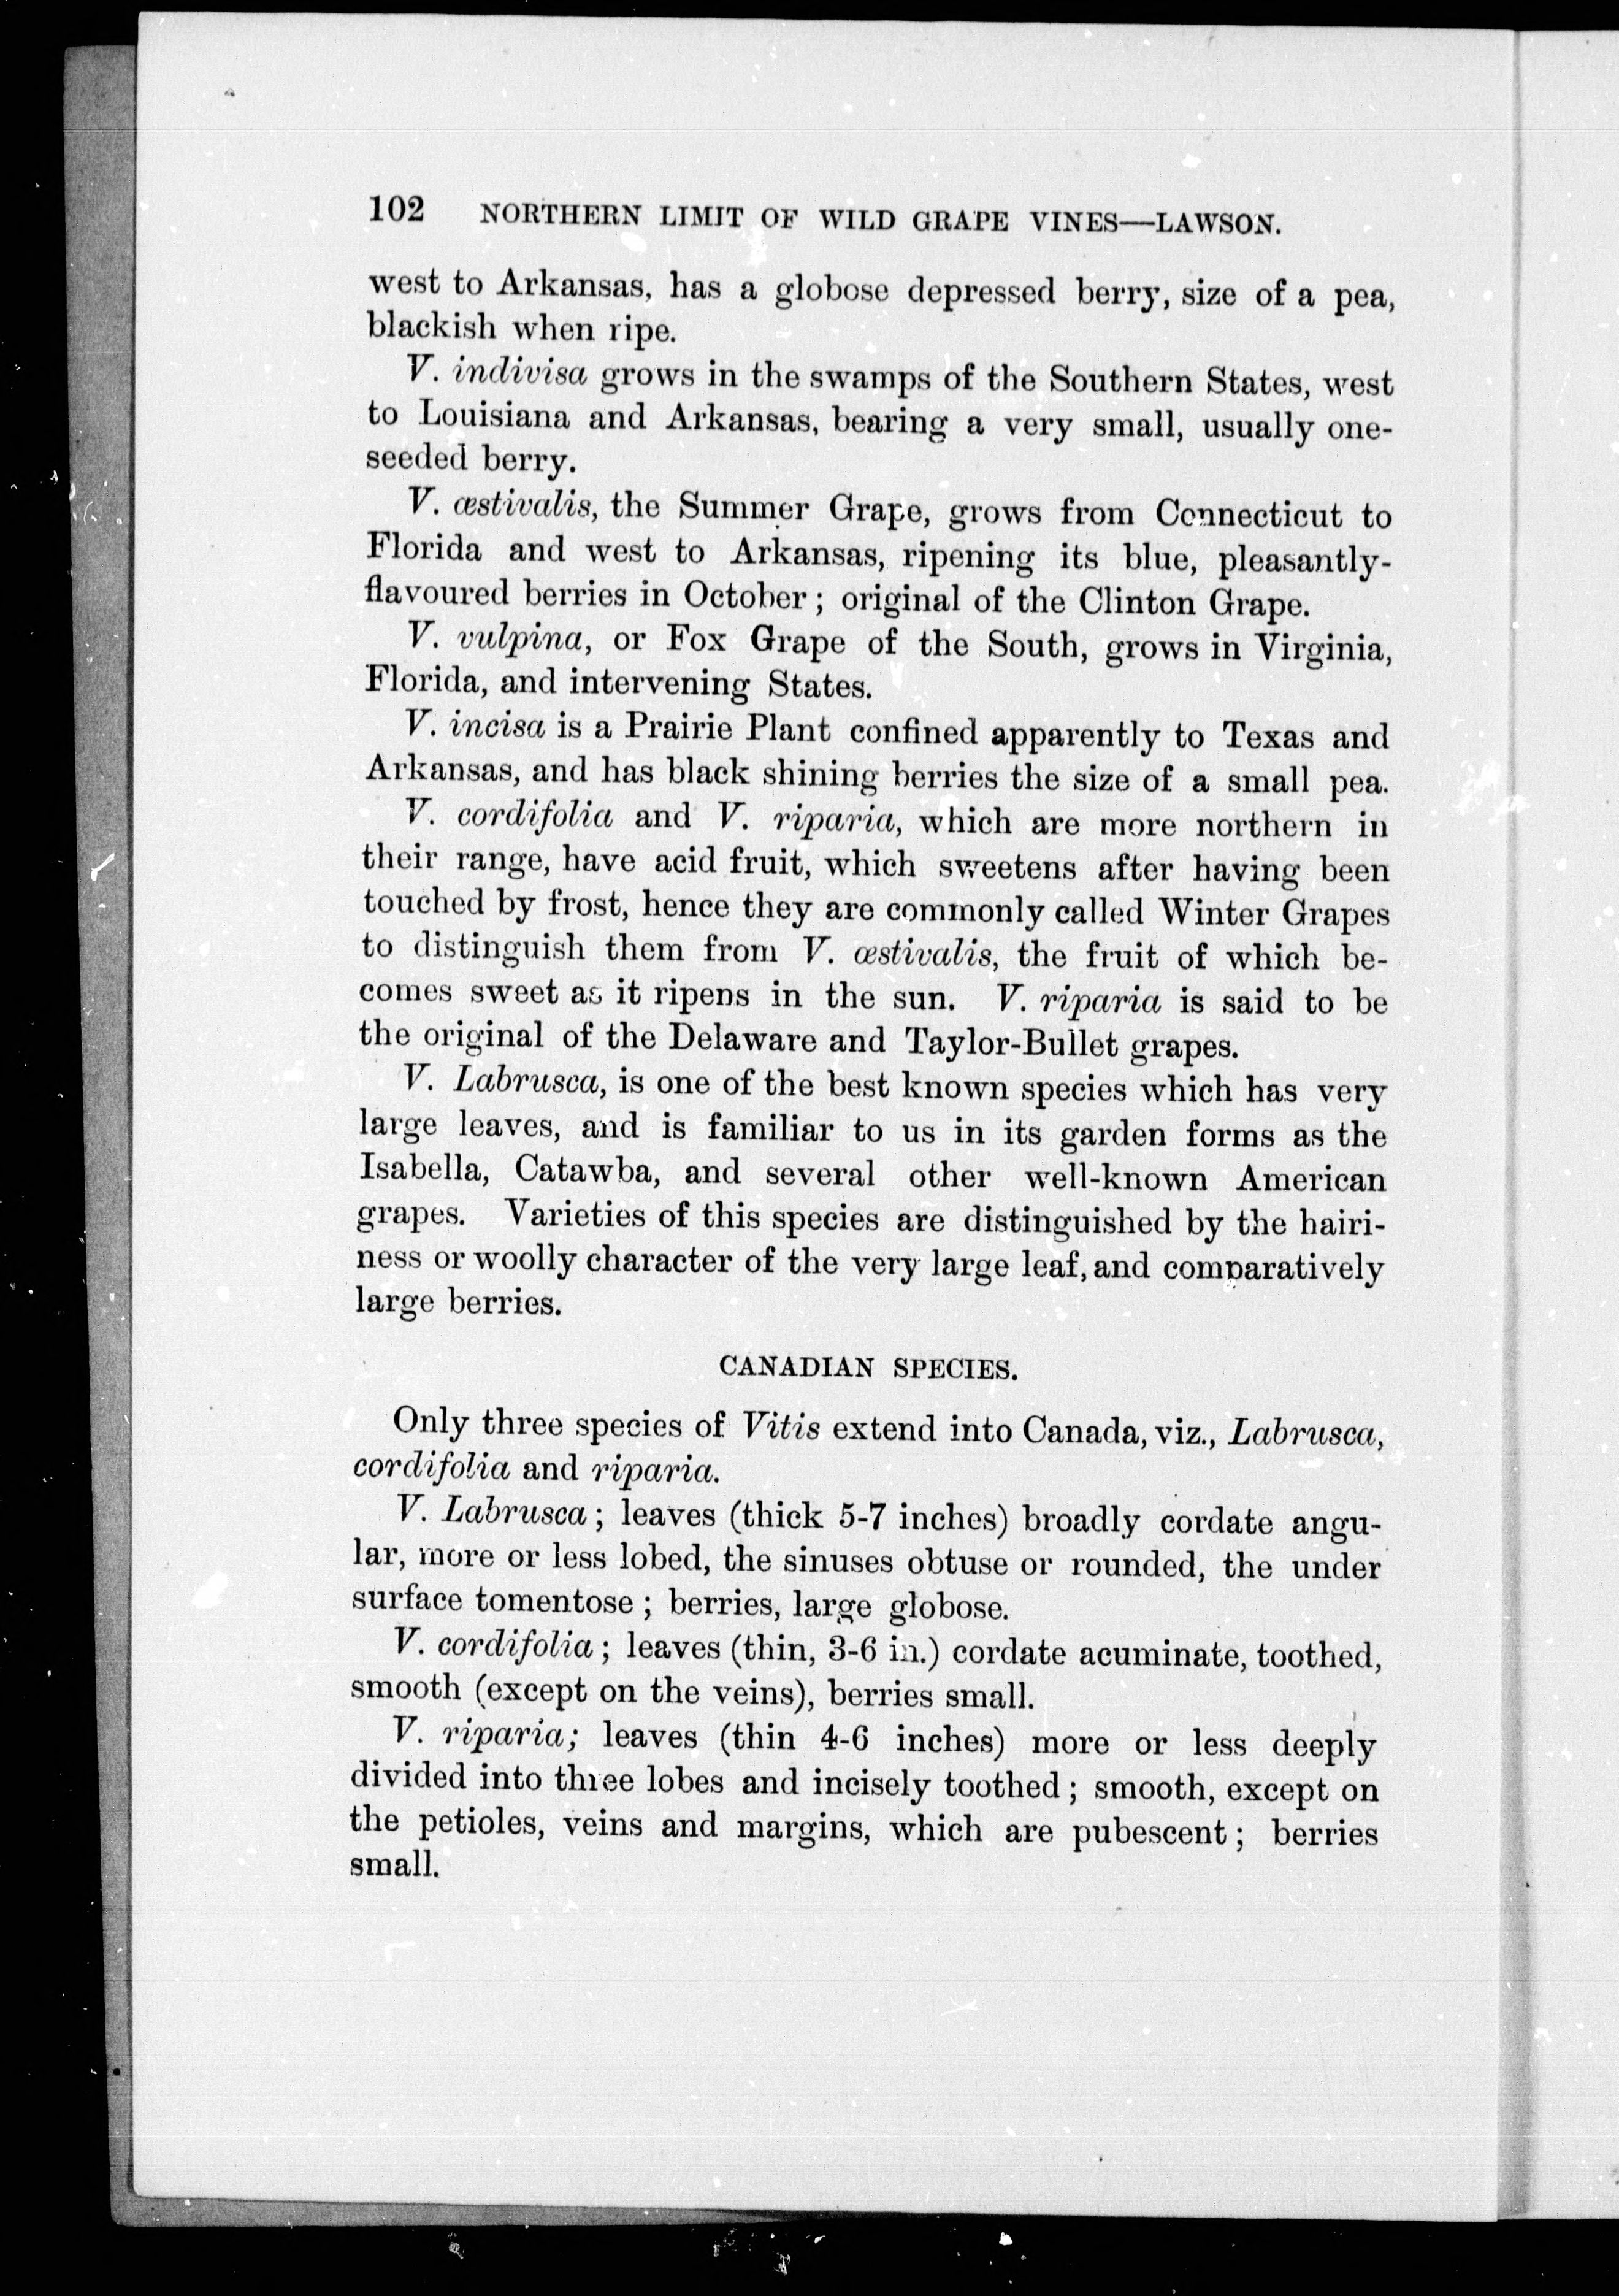 102 NORTHERN LIMIT OF WILD GRAPE VINES—LAWSON.
west to Arkansas, has a globose depressed berry, size of a pea,
blackish when ripe.
V. indivisa grows in the swamps of the Southern States, west
to Louisiana and Arkansas, bearing a very small, usually one-
seeded berry.
V. æstivalis, the Summer Grape, grows from Connecticut to
Florida and west to Arkansas, ripening its blue, pleasantly-
flavoured berries in October; original of the Clinton Grape.
V. vulpina, or Fox Grape of the South, grows in Virginia,
Florida, and intervening States.
V. incisa is a Prairie Plant confined apparently to Texas and
Arkansas, and has black shining berries the size of a small pea.
V. cordifolia and V. riparia, which are more northern in
their range, have acid fruit, which sweetens after having been
touched by frost, hence they are commonly called Winter Grapes
to distinguish them from V. æstivalis, the fruit of which be-
comes sweet as it ripens in the sun. V. riparia is said to be
the original of the Delaware and Taylor-Bullet grapes.
V. Labrusca, is one of the best known species which has very
large leaves, and is familiar to us in its garden forms as the
Isabella, Catawba, and several other well-known American
grapes. Varieties of this species are distinguished by the hairi-
ness or woolly character of the very large leaf, and comparatively
large berries.
CANADIAN SPECIES.
Only three species of Vitis extend into Canada, viz., Labrusca,
cordifolia and riparia.
V. Labrusca; leaves (thick 5-7 inches) broadly cordate angu-
lar, more or less lobed, the sinuses obtuse or rounded, the under
surface tomentose; berries, large globose.
V. cordifolia; leaves (thin, 3-6 in.) cordate acuminate, toothed,
smooth (except on the veins), berries small.
V. riparia; leaves (thin 4-6 inches) more or less deeply
divided into three lobes and incisely toothed; smooth, except on
the petioles, veins and margins, which are pubescent; berries
small.